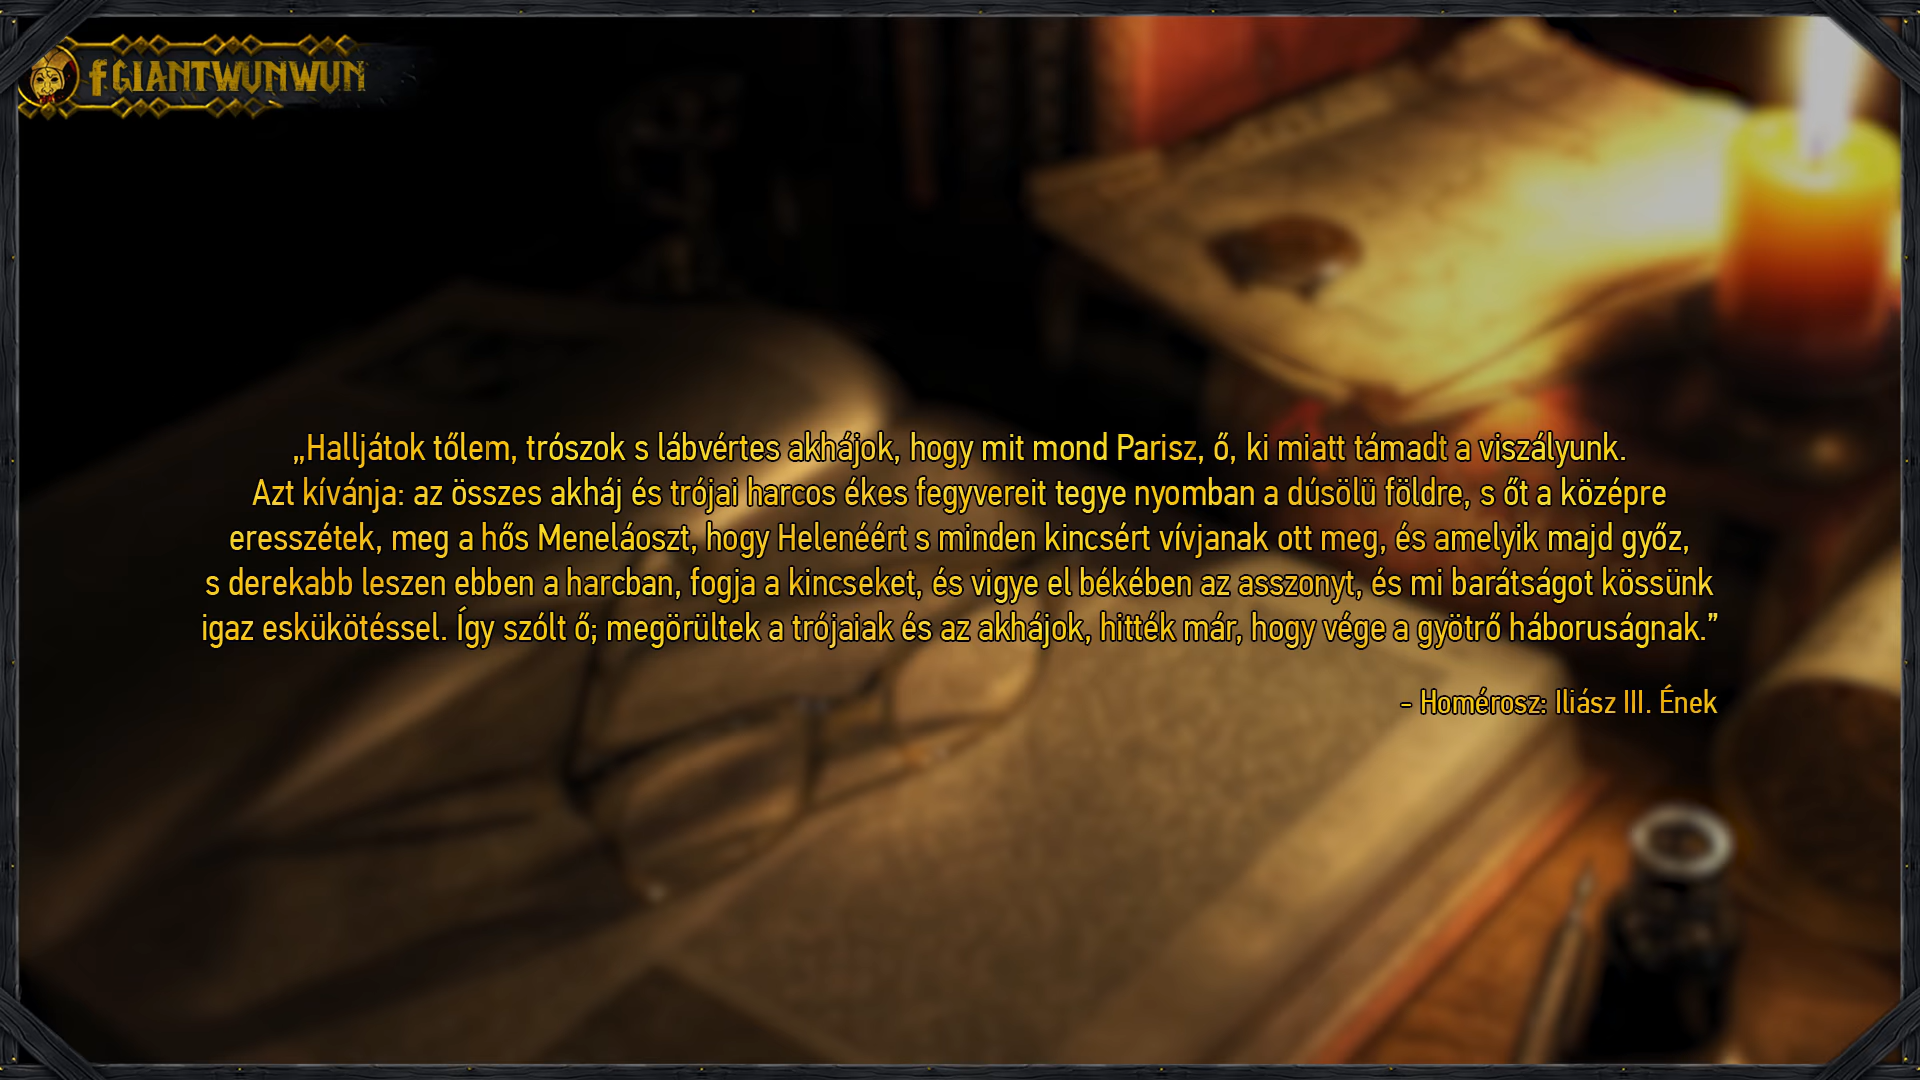 fGIANTWUNWUN
„Halljátok tőlem, trószok s lábvértes akhájok, hogy mit mond Parisz, ő, ki miatt támadt a viszályunk.
Azt kívánja: az összes akháj és trójai harcos ékes fegyvereit tegye nyomban a dúsölü földre, s őt a középre
eresszétek, meg a hős Meneláoszt, hogy Helenéért s minden kincsért vívjanak ott meg, és amelyik majd győz,
s derekabb leszen ebben a harcban, fogja a kincseket, és vigye el békében az asszonyt, és mi barátságot kössünk
igaz eskükötéssel. Így szólt ő; megörültek a trójaiak és az akhájok, hitték már, hogy vége a gyötrő háboruságnak.”
- Homérosz: Iliász III. Ének